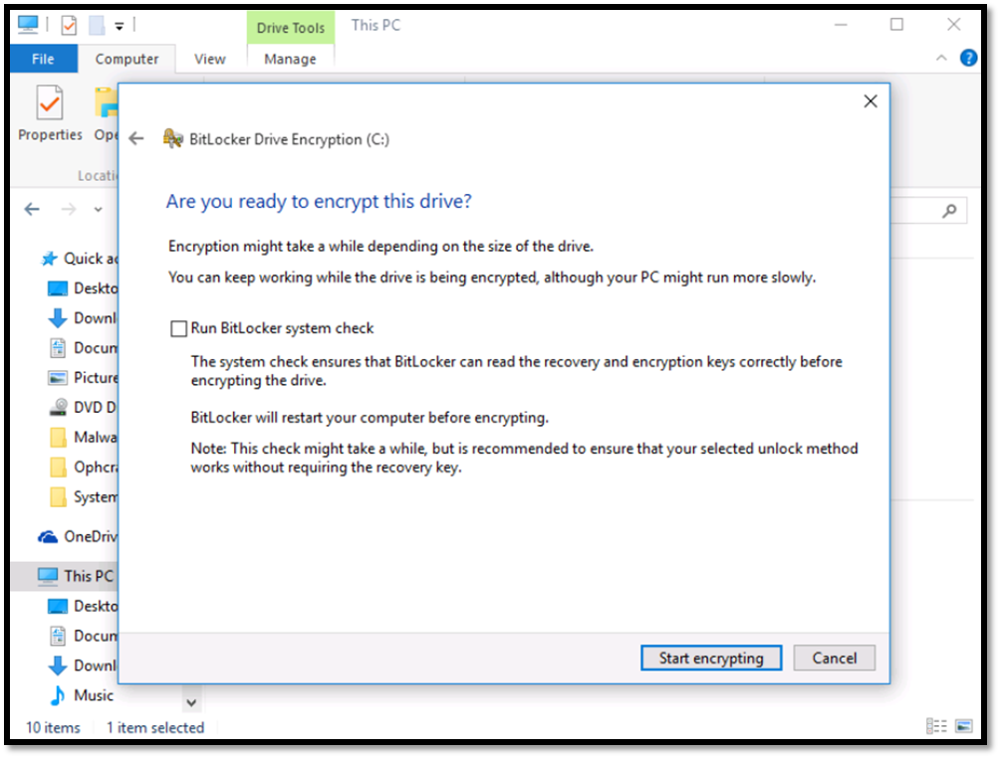 Drive Tools
This PC
File
Computer
View
Manage
?
Properties
Ope
Locati
BitLocker Drive Encryption (C:)
Are you ready to encrypt this drive?
Encryption might take a while depending on the size of the drive.
You can keep working while the drive is being encrypted, although your PC might run more slowly.
Run BitLocker system check
The system check ensures that BitLocker can read the recovery and encryption keys correctly before
encrypting the drive.
BitLocker will restart your computer before encrypting.
Note: This check might take a while, but is recommended to ensure that your selected unlock method
works without requiring the recovery key.
Start encrypting
Cancel
Quick ac
Deskto
Downl
Docum
Picture
DVD D
Malwa
Ophcra
System
OneDriv
This PC
Deskto
Docum
Downl
Music
10 items
1 item selected